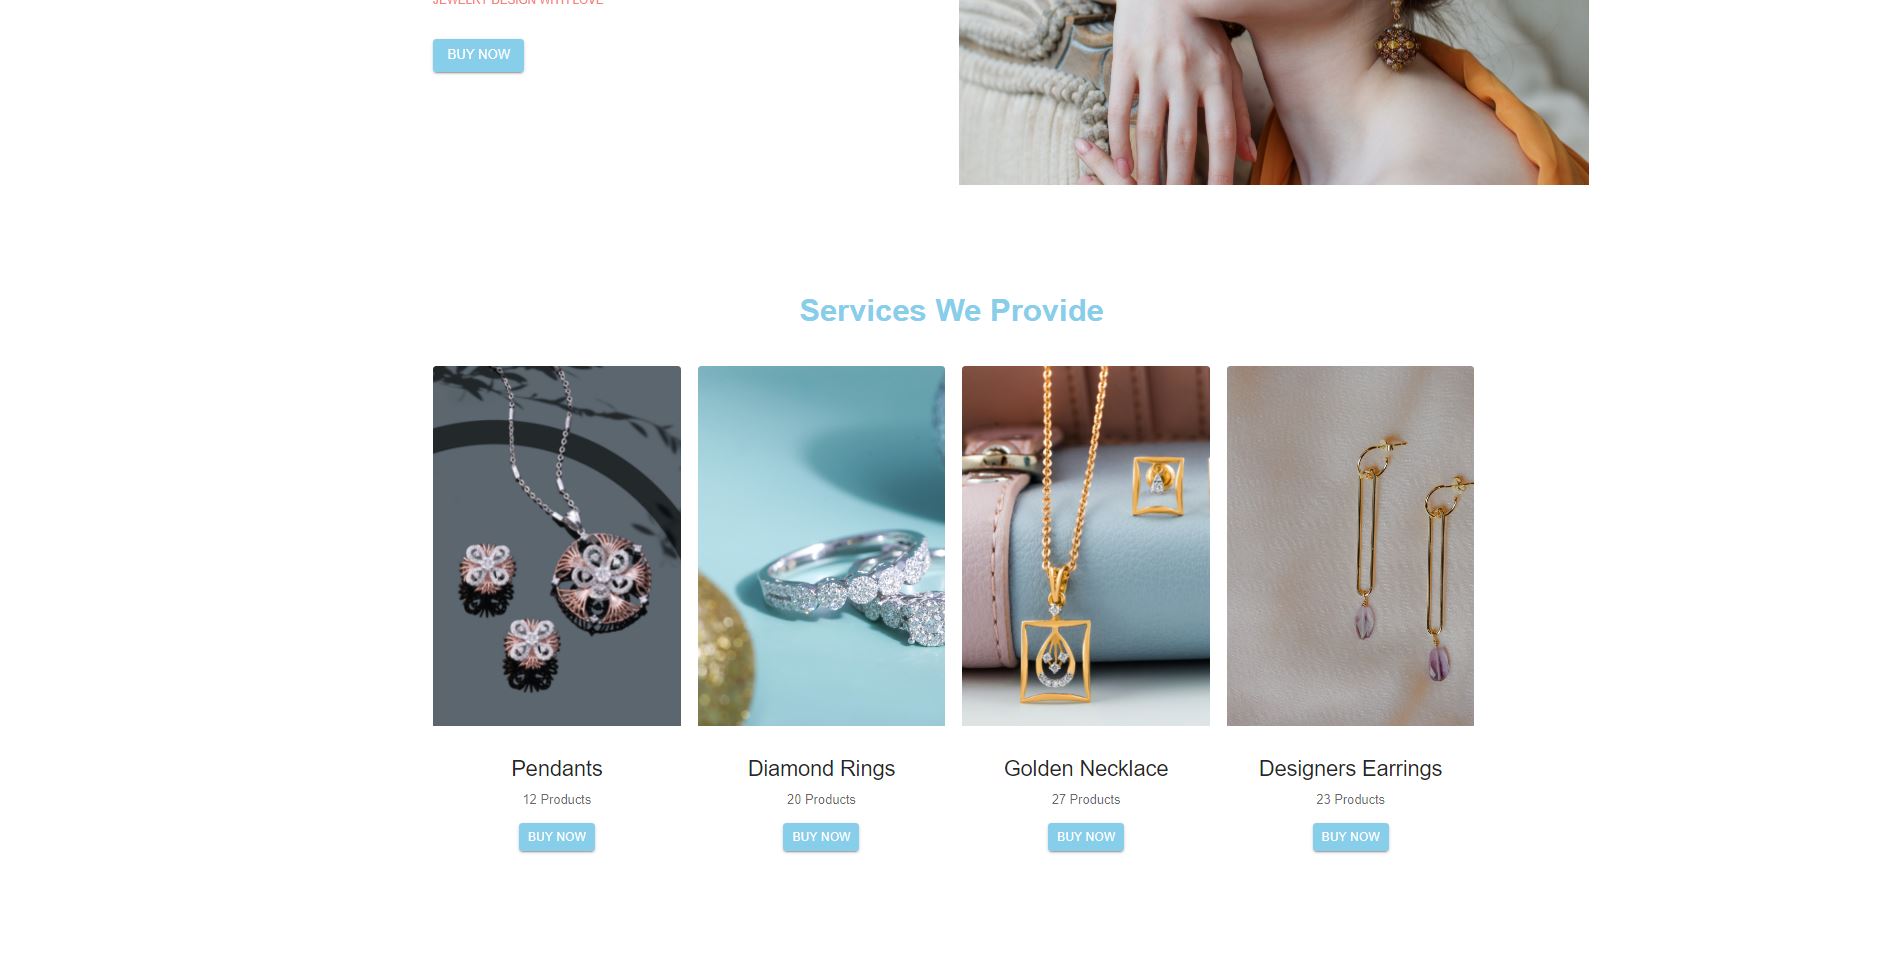 JEWELRY DESIGN WITH LOVE
BUY NOW
Services We Provide
Pendants
12 Products
BUY NOW
Diamond Rings
20 Products
BUY NOW
Golden Necklace
27 Products
BUY NOW
Designers Earrings
23 Products
BUY NOW